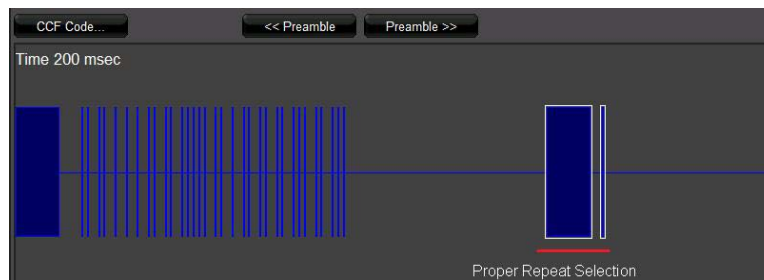 CCF Code... << Preamble Preamble >>
Time 200 msec
Proper Repeat Selection